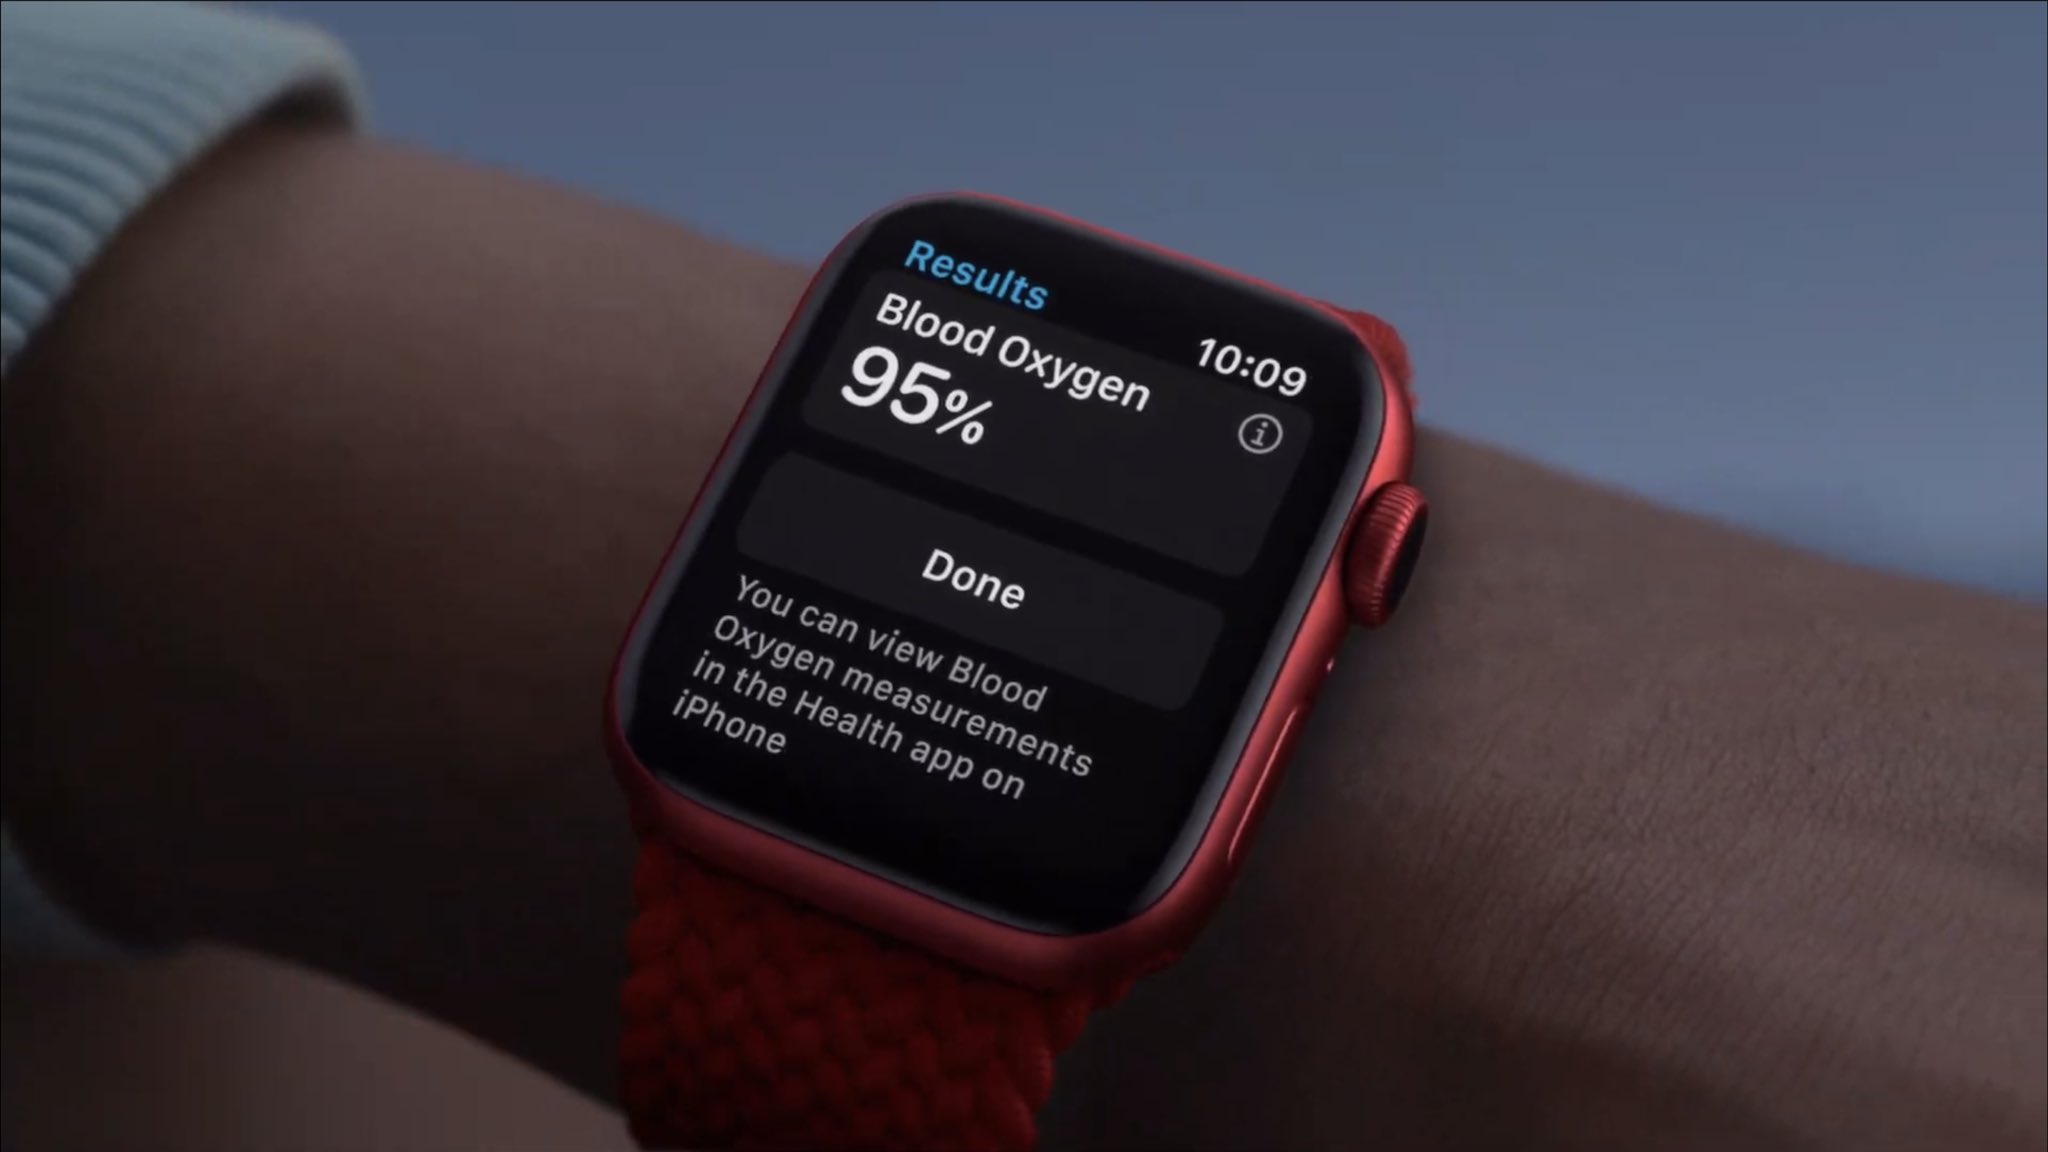 Results
10:09
Blood Oxygen
95%
Done
You can view Blood
Oxygen measurements
in the Health app on
iPhone